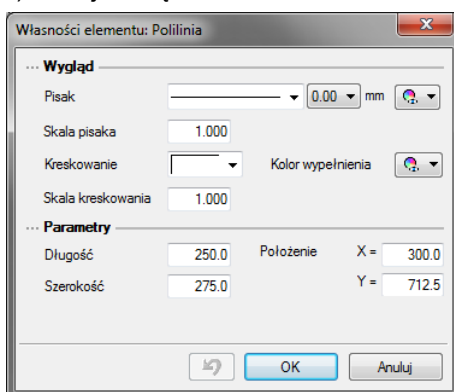 Własności elementu: Polilinia
Wygląd
Pisak 0.00 mm
Skala pisaka 1.000
Kreskowanie Kolor wypełnienia
Skala kreskowania 1.000
Parametry
Długość 250.0 Położenie X = 300.0
Szerokość 275.0 Y = 712.5
OK Anuluj